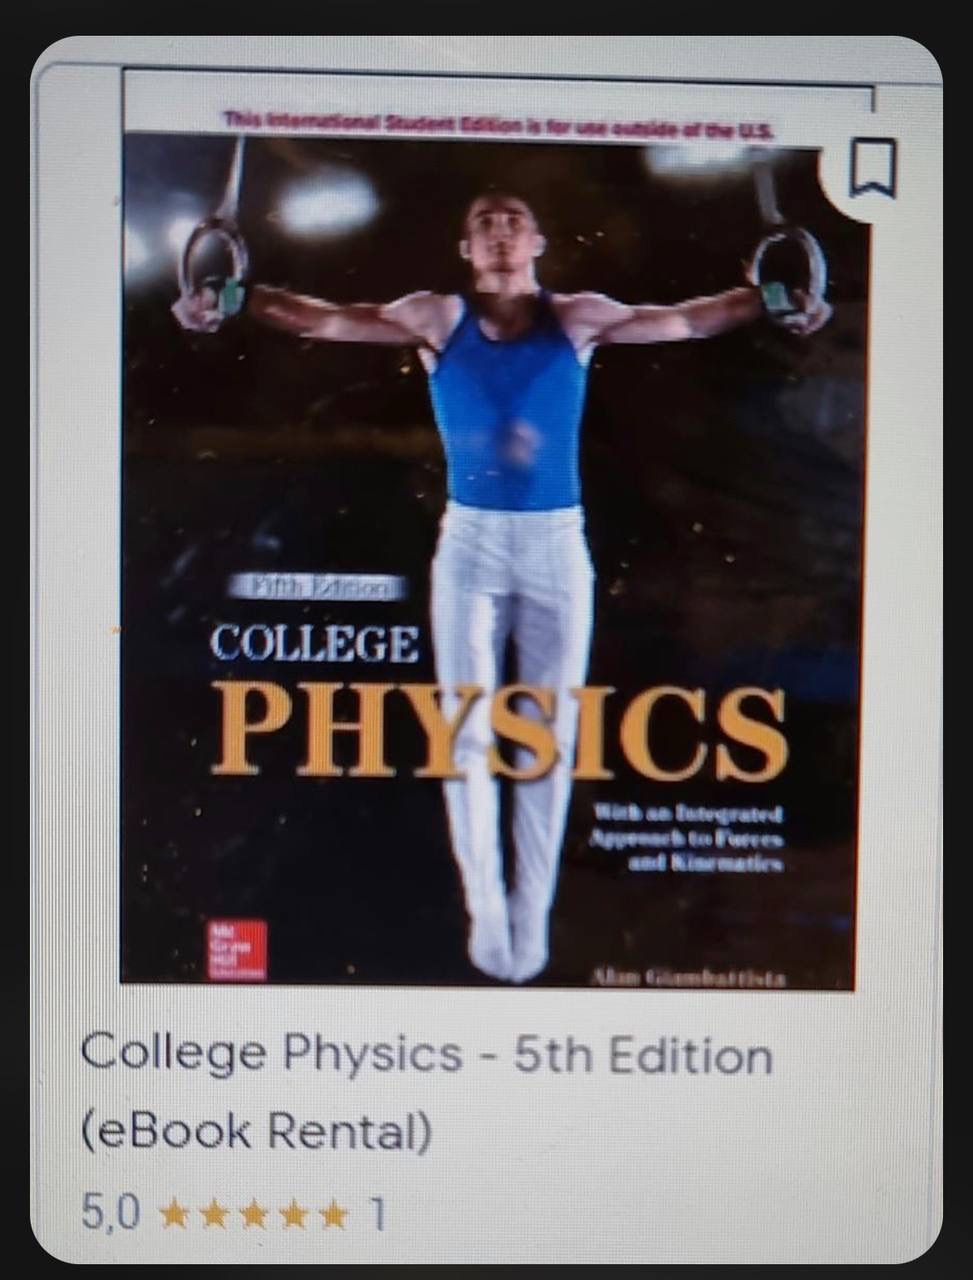 This International Student Edition is for use outside of the U.S.
Fifth Edition
COLLEGE
PHYSICS
With an Integrated
Approach to Forces
and Kinematics
Mc
Graw
Hill
Education
Alan Giambattista
College Physics - 5th Edition
(eBook Rental)
5,0 ★★★★★ 1